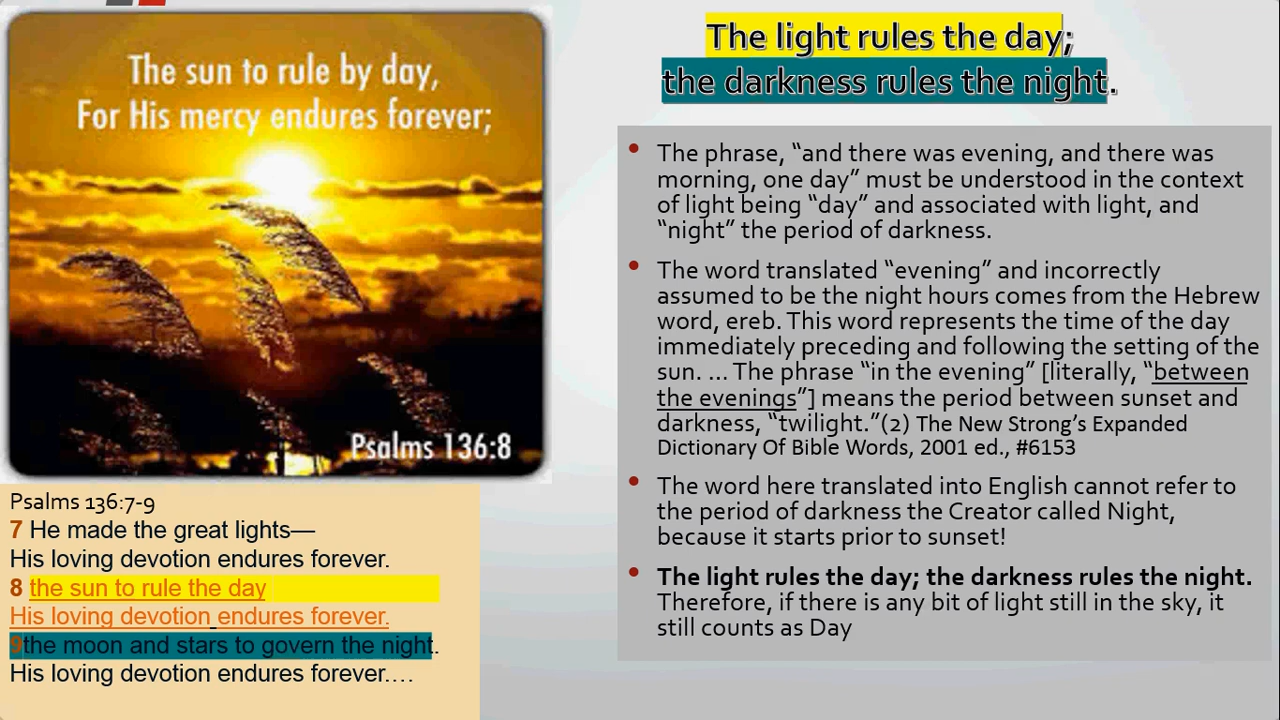 The sun to rule by day,
For His mercy endures forever;
Psalms 136:8
Psalms 136:7-9
7 He made the great lights—
His loving devotion endures forever.
8 the sun to rule the day
His loving devotion endures forever.
9the moon and stars to govern the night.
His loving devotion endures forever.…
The light rules the day;
the darkness rules the night.
• The phrase, “and there was evening, and there was
morning, one day” must be understood in the context
of light being “day” and associated with light, and
“night” the period of darkness.
• The word translated “evening” and incorrectly
assumed to be the night hours comes from the Hebrew
word, ereb. This word represents the time of the day
immediately preceding and following the setting of the
sun. … The phrase “in the evening” [literally, “between
the evenings”] means the period between sunset and
darkness, “twilight.”(2) The New Strong’s Expanded
Dictionary Of Bible Words, 2001 ed., #6153
• The word here translated into English cannot refer to
the period of darkness the Creator called Night,
because it starts prior to sunset!
• The light rules the day; the darkness rules the night.
Therefore, if there is any bit of light still in the sky, it
still counts as Day